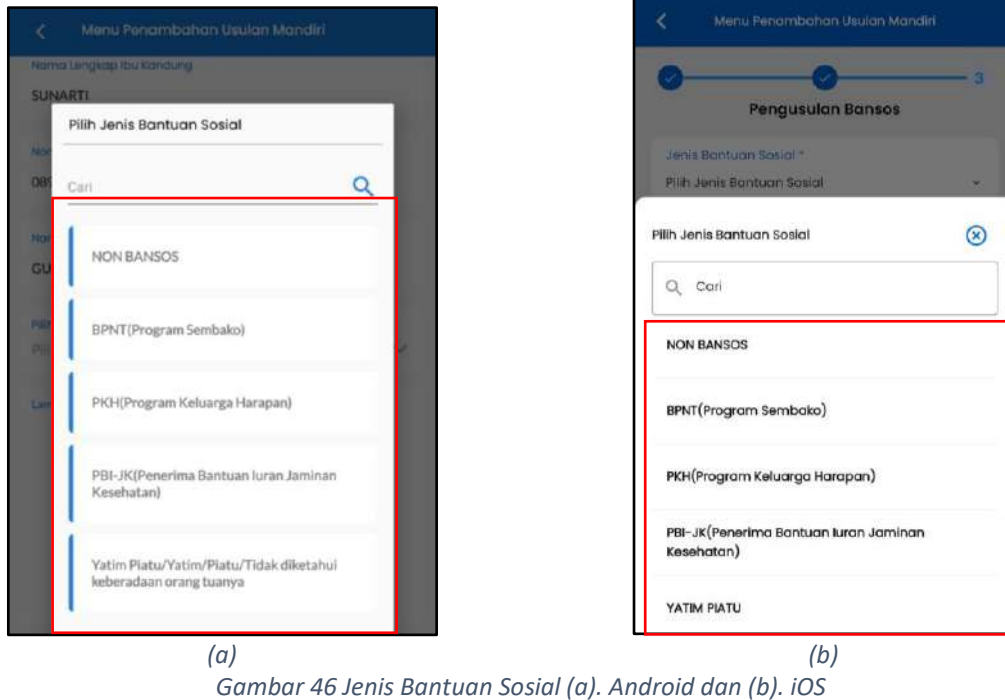 Menu Penambahan Usulan Mandiri
Nama Lengkap Ibu Kandung
SUNARTI
Pilih Jenis Bantuan Sosial
Cari
NON BANSOS
BPNT(Program Sembako)
PKH(Program Keluarga Harapan)
PBI-JK(Penerima Bantuan Iuran Jaminan
Kesehatan)
Yatim Piatu/Yatim/Piatu/Tidak diketahui
keberadaan orang tuanya
(a)
Menu Penambahan Usulan Mandiri
3
Pengusulan Bansos
Jenis Bantuan Sosial *
Pilih Jenis Bantuan Sosial
Pilih Jenis Bantuan Sosial
Cari
NON BANSOS
BPNT(Program Sembako)
PKH(Program Keluarga Harapan)
PBI-JK(Penerima Bantuan Iuran Jaminan
Kesehatan)
YATIM PIATU
(b)
Gambar 46 Jenis Bantuan Sosial (a). Android dan (b). iOS